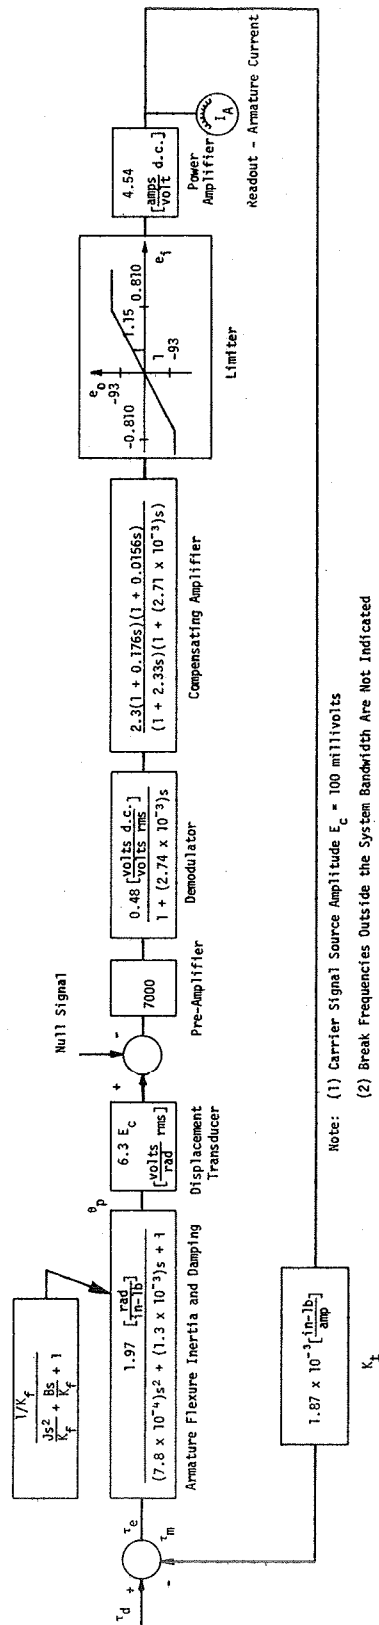 1/K_f
Js² / K_f + Bs / K_f + 1
τ_d + τ_e
-
τ_m
1.97 [rad / in-lb]
(7.8 x 10⁻⁴)s² + (1.3 x 10⁻³)s + 1
Armature Flexure Inertia and Damping
θ_p
6.3 E_c
[volts rms / rad]
Displacement
Transducer
Null Signal
+ -
7000
Pre-Amplifier
0.48 [volts d.c. / volts rms]
1 + (2.74 x 10⁻³)s
Demodulator
2.3(1 + 0.176s)(1 + 0.0156s)
(1 + 2.33s)(1 + (2.71 x 10⁻³)s)
Compensating Amplifier
e_o
-93
-0.810
1.15
0.810
1
-93
e_i
Limiter
4.54
[amps / volt d.c.]
Power
Amplifier
I_A
Readout - Armature Current
1.87 x 10⁻³[in-lb / amp]
K_t
Note: (1) Carrier Signal Source Amplitude E_c = 100 millivolts
(2) Break Frequencies Outside the System Bandwidth Are Not Indicated